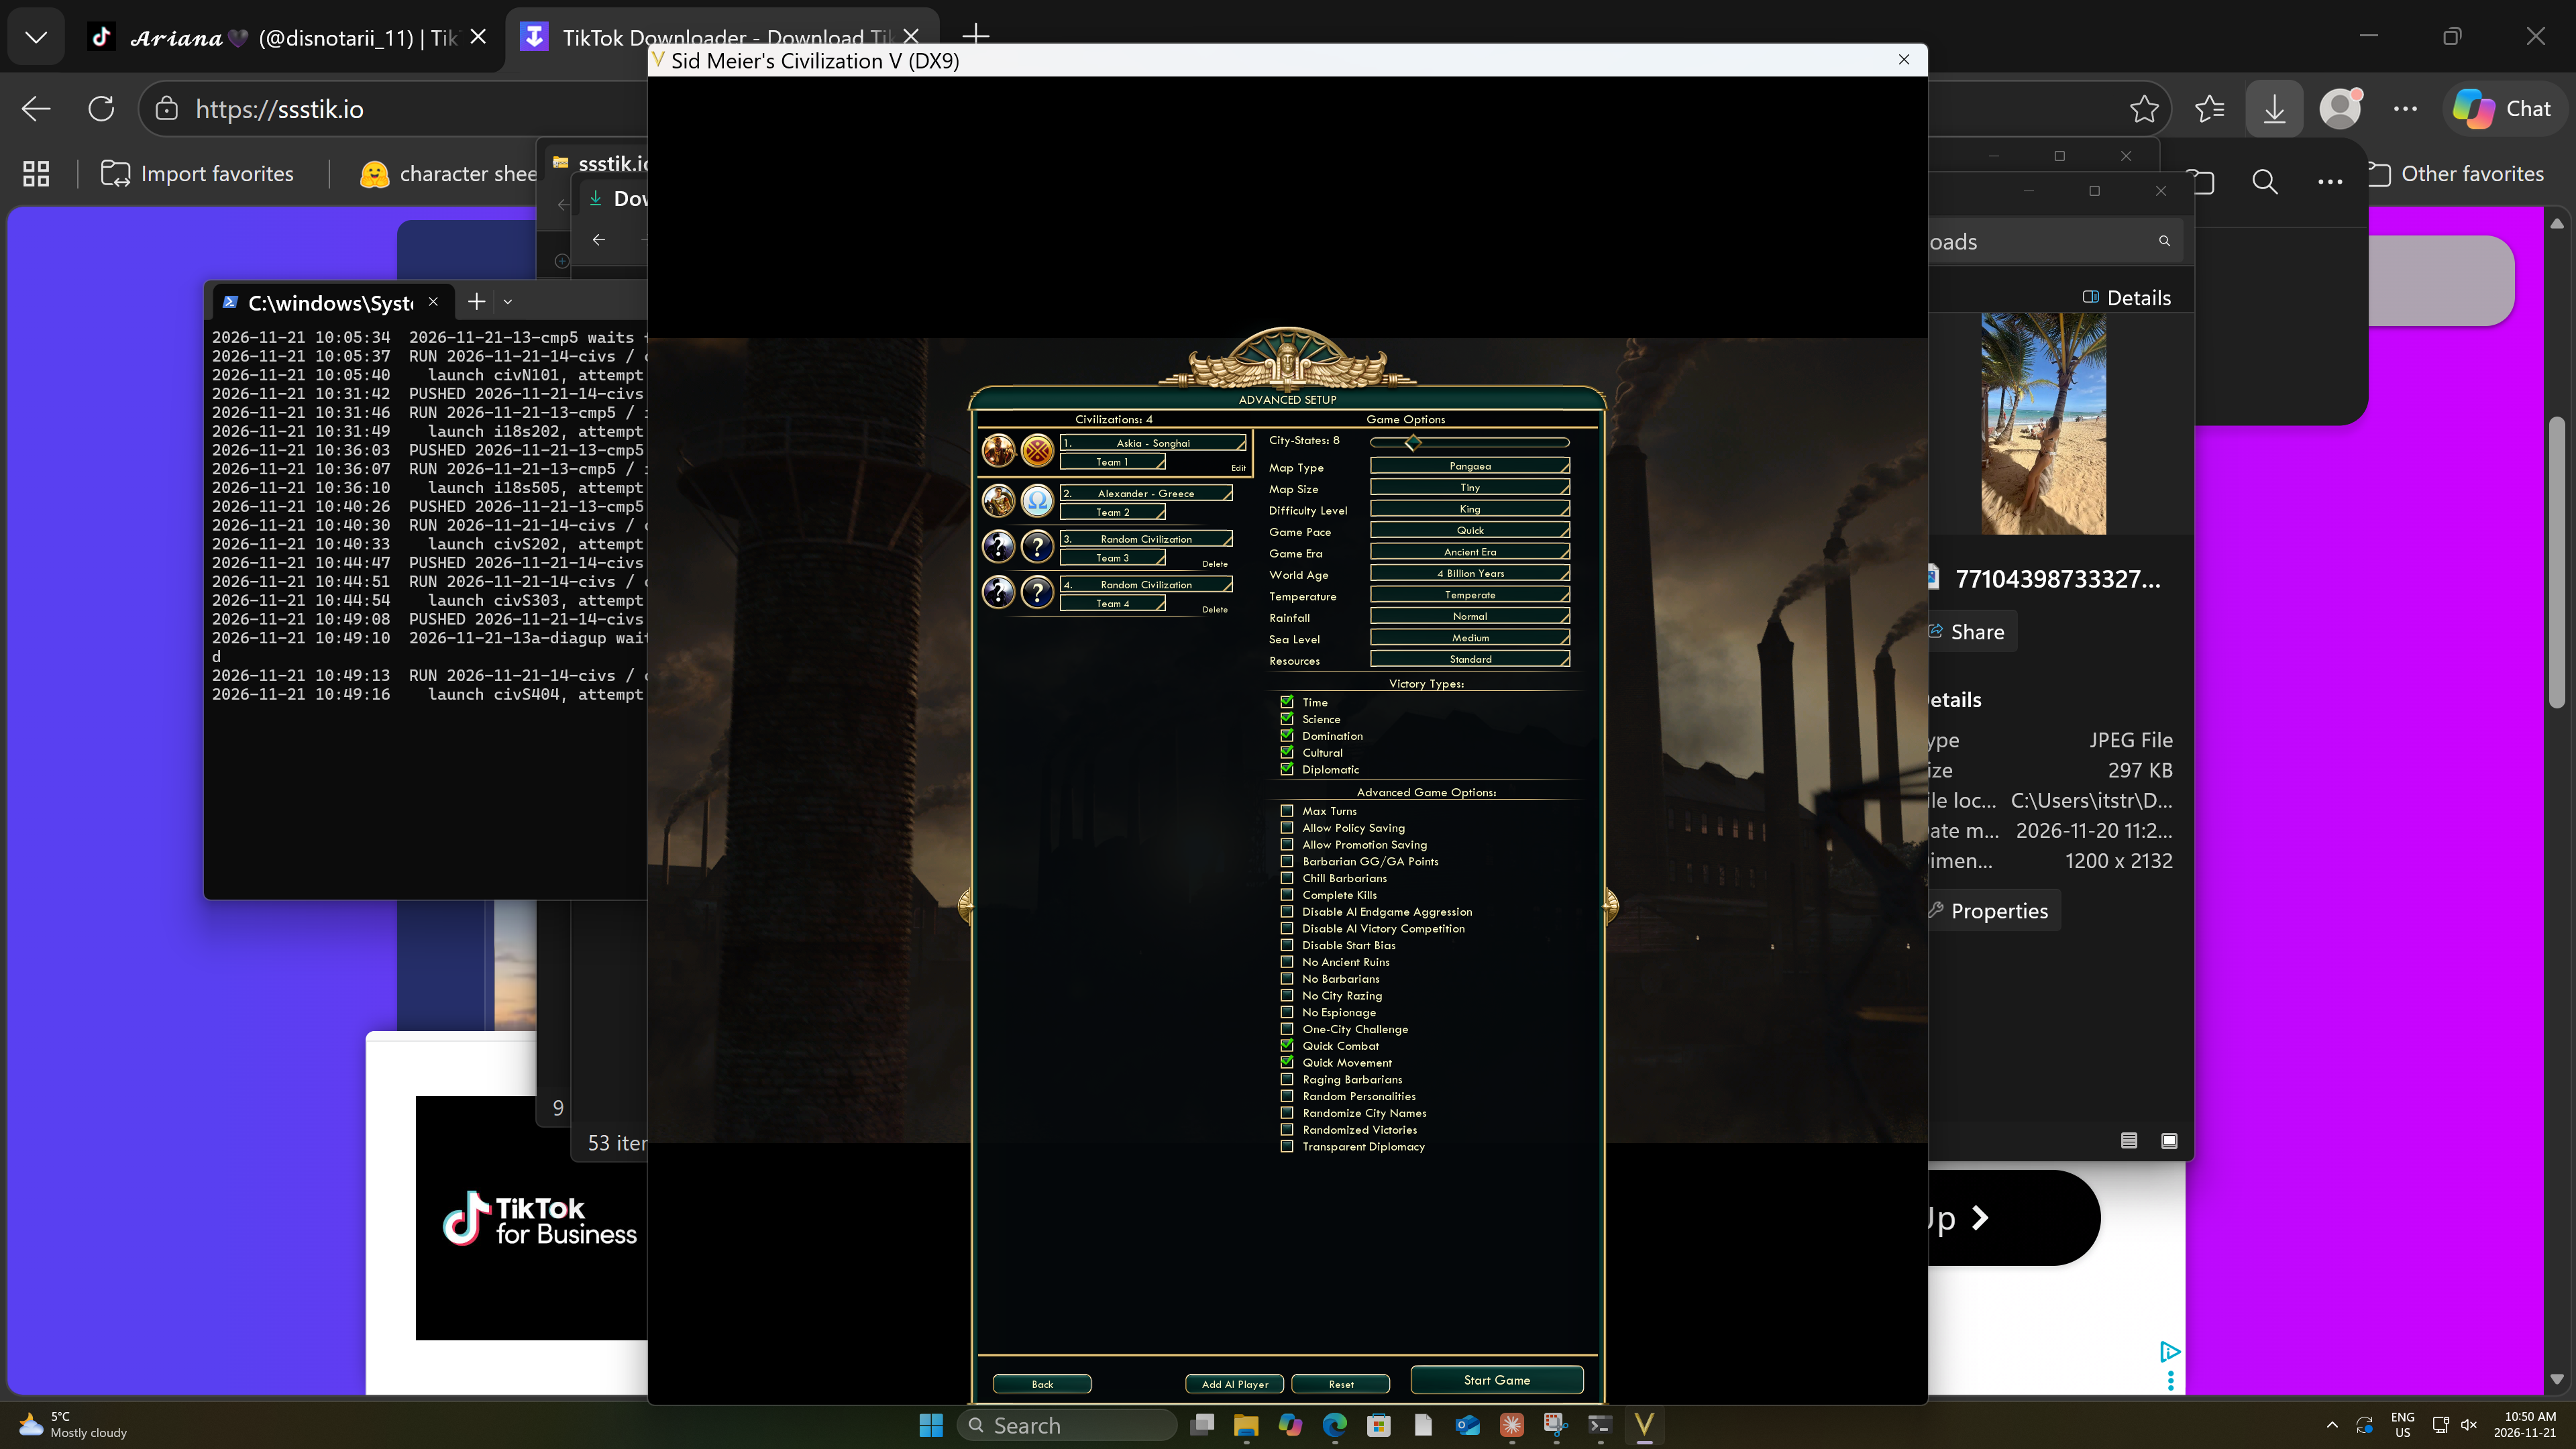 𝓐𝓻𝓲𝓪𝓷𝓪🖤 (@disnotarii_11) | Tik
TikTok Downloader - Download Tik
https://ssstik.io
Chat
Import favorites
character shee
Other favorites
ssstik.io
Dow
oads
Details
C:\windows\Syste
2026-11-21 10:05:34 2026-11-21-13-cmp5 waits
2026-11-21 10:05:37 RUN 2026-11-21-14-civs /
2026-11-21 10:05:40 launch civN101, attempt
2026-11-21 10:31:42 PUSHED 2026-11-21-14-civs
2026-11-21 10:31:46 RUN 2026-11-21-13-cmp5 /
2026-11-21 10:31:49 launch i18s202, attempt
2026-11-21 10:36:03 PUSHED 2026-11-21-13-cmp5
2026-11-21 10:36:07 RUN 2026-11-21-13-cmp5 /
2026-11-21 10:36:10 launch i18s505, attempt
2026-11-21 10:40:26 PUSHED 2026-11-21-13-cmp5
2026-11-21 10:40:30 RUN 2026-11-21-14-civs /
2026-11-21 10:40:33 launch civS202, attempt
2026-11-21 10:44:47 PUSHED 2026-11-21-14-civs
2026-11-21 10:44:51 RUN 2026-11-21-14-civs /
2026-11-21 10:44:54 launch civS303, attempt
2026-11-21 10:49:08 PUSHED 2026-11-21-14-civs
2026-11-21 10:49:10 2026-11-21-13a-diagup wai
d
2026-11-21 10:49:13 RUN 2026-11-21-14-civs /
2026-11-21 10:49:16 launch civS404, attempt
9
53 iter
TikTok
for Business
Sid Meier's Civilization V (DX9)
ADVANCED SETUP
Civilizations: 4
1. Askia - Songhai
Team 1
Edit
2. Alexander - Greece
Team 2
3. Random Civilization
Team 3
Delete
4. Random Civilization
Team 4
Delete
Game Options
City-States: 8
Map Type Pangaea
Map Size Tiny
Difficulty Level King
Game Pace Quick
Game Era Ancient Era
World Age 4 Billion Years
Temperature Temperate
Rainfall Normal
Sea Level Medium
Resources Standard
Victory Types:
Time
Science
Domination
Cultural
Diplomatic
Advanced Game Options:
Max Turns
Allow Policy Saving
Allow Promotion Saving
Barbarian GG/GA Points
Chill Barbarians
Complete Kills
Disable AI Endgame Aggression
Disable AI Victory Competition
Disable Start Bias
No Ancient Ruins
No Barbarians
No City Razing
No Espionage
One-City Challenge
Quick Combat
Quick Movement
Raging Barbarians
Random Personalities
Randomize City Names
Randomized Victories
Transparent Diplomacy
Back
Add AI Player
Reset
Start Game
77104398733327...
Share
etails
ype JPEG File
ize 297 KB
ile loc... C:\Users\itstr\D...
ate m... 2026-11-20 11:2...
imen... 1200 x 2132
Properties
Up
5°C
Mostly cloudy
Search
ENG
US
10:50 AM
2026-11-21